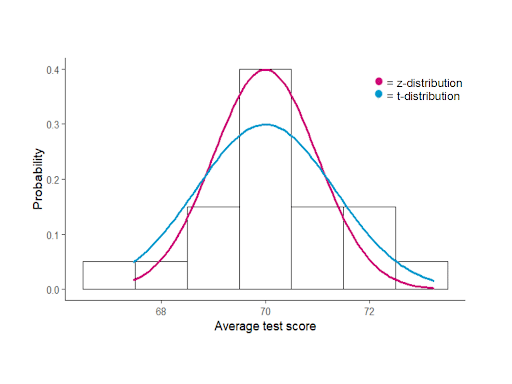 0.4
0.3
0.2
0.1
0.0
Probability
= z-distribution
= t-distribution
68
70
72
Average test score